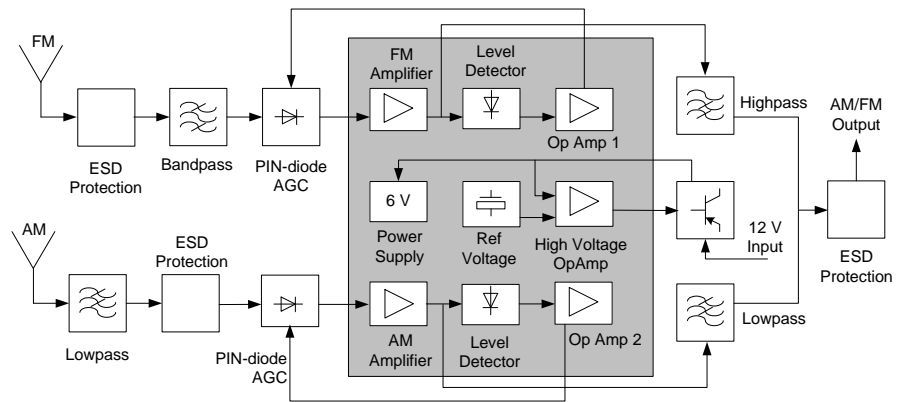 FM
ESD
Protection
Bandpass
PIN-diode
AGC
FM
Amplifier
Level
Detector
Op Amp 1
Highpass
AM/FM
Output
6 V
Power
Supply
Ref
Voltage
High Voltage
OpAmp
12 V
Input
ESD
Protection
AM
Lowpass
ESD
Protection
PIN-diode
AGC
AM
Amplifier
Level
Detector
Op Amp 2
Lowpass